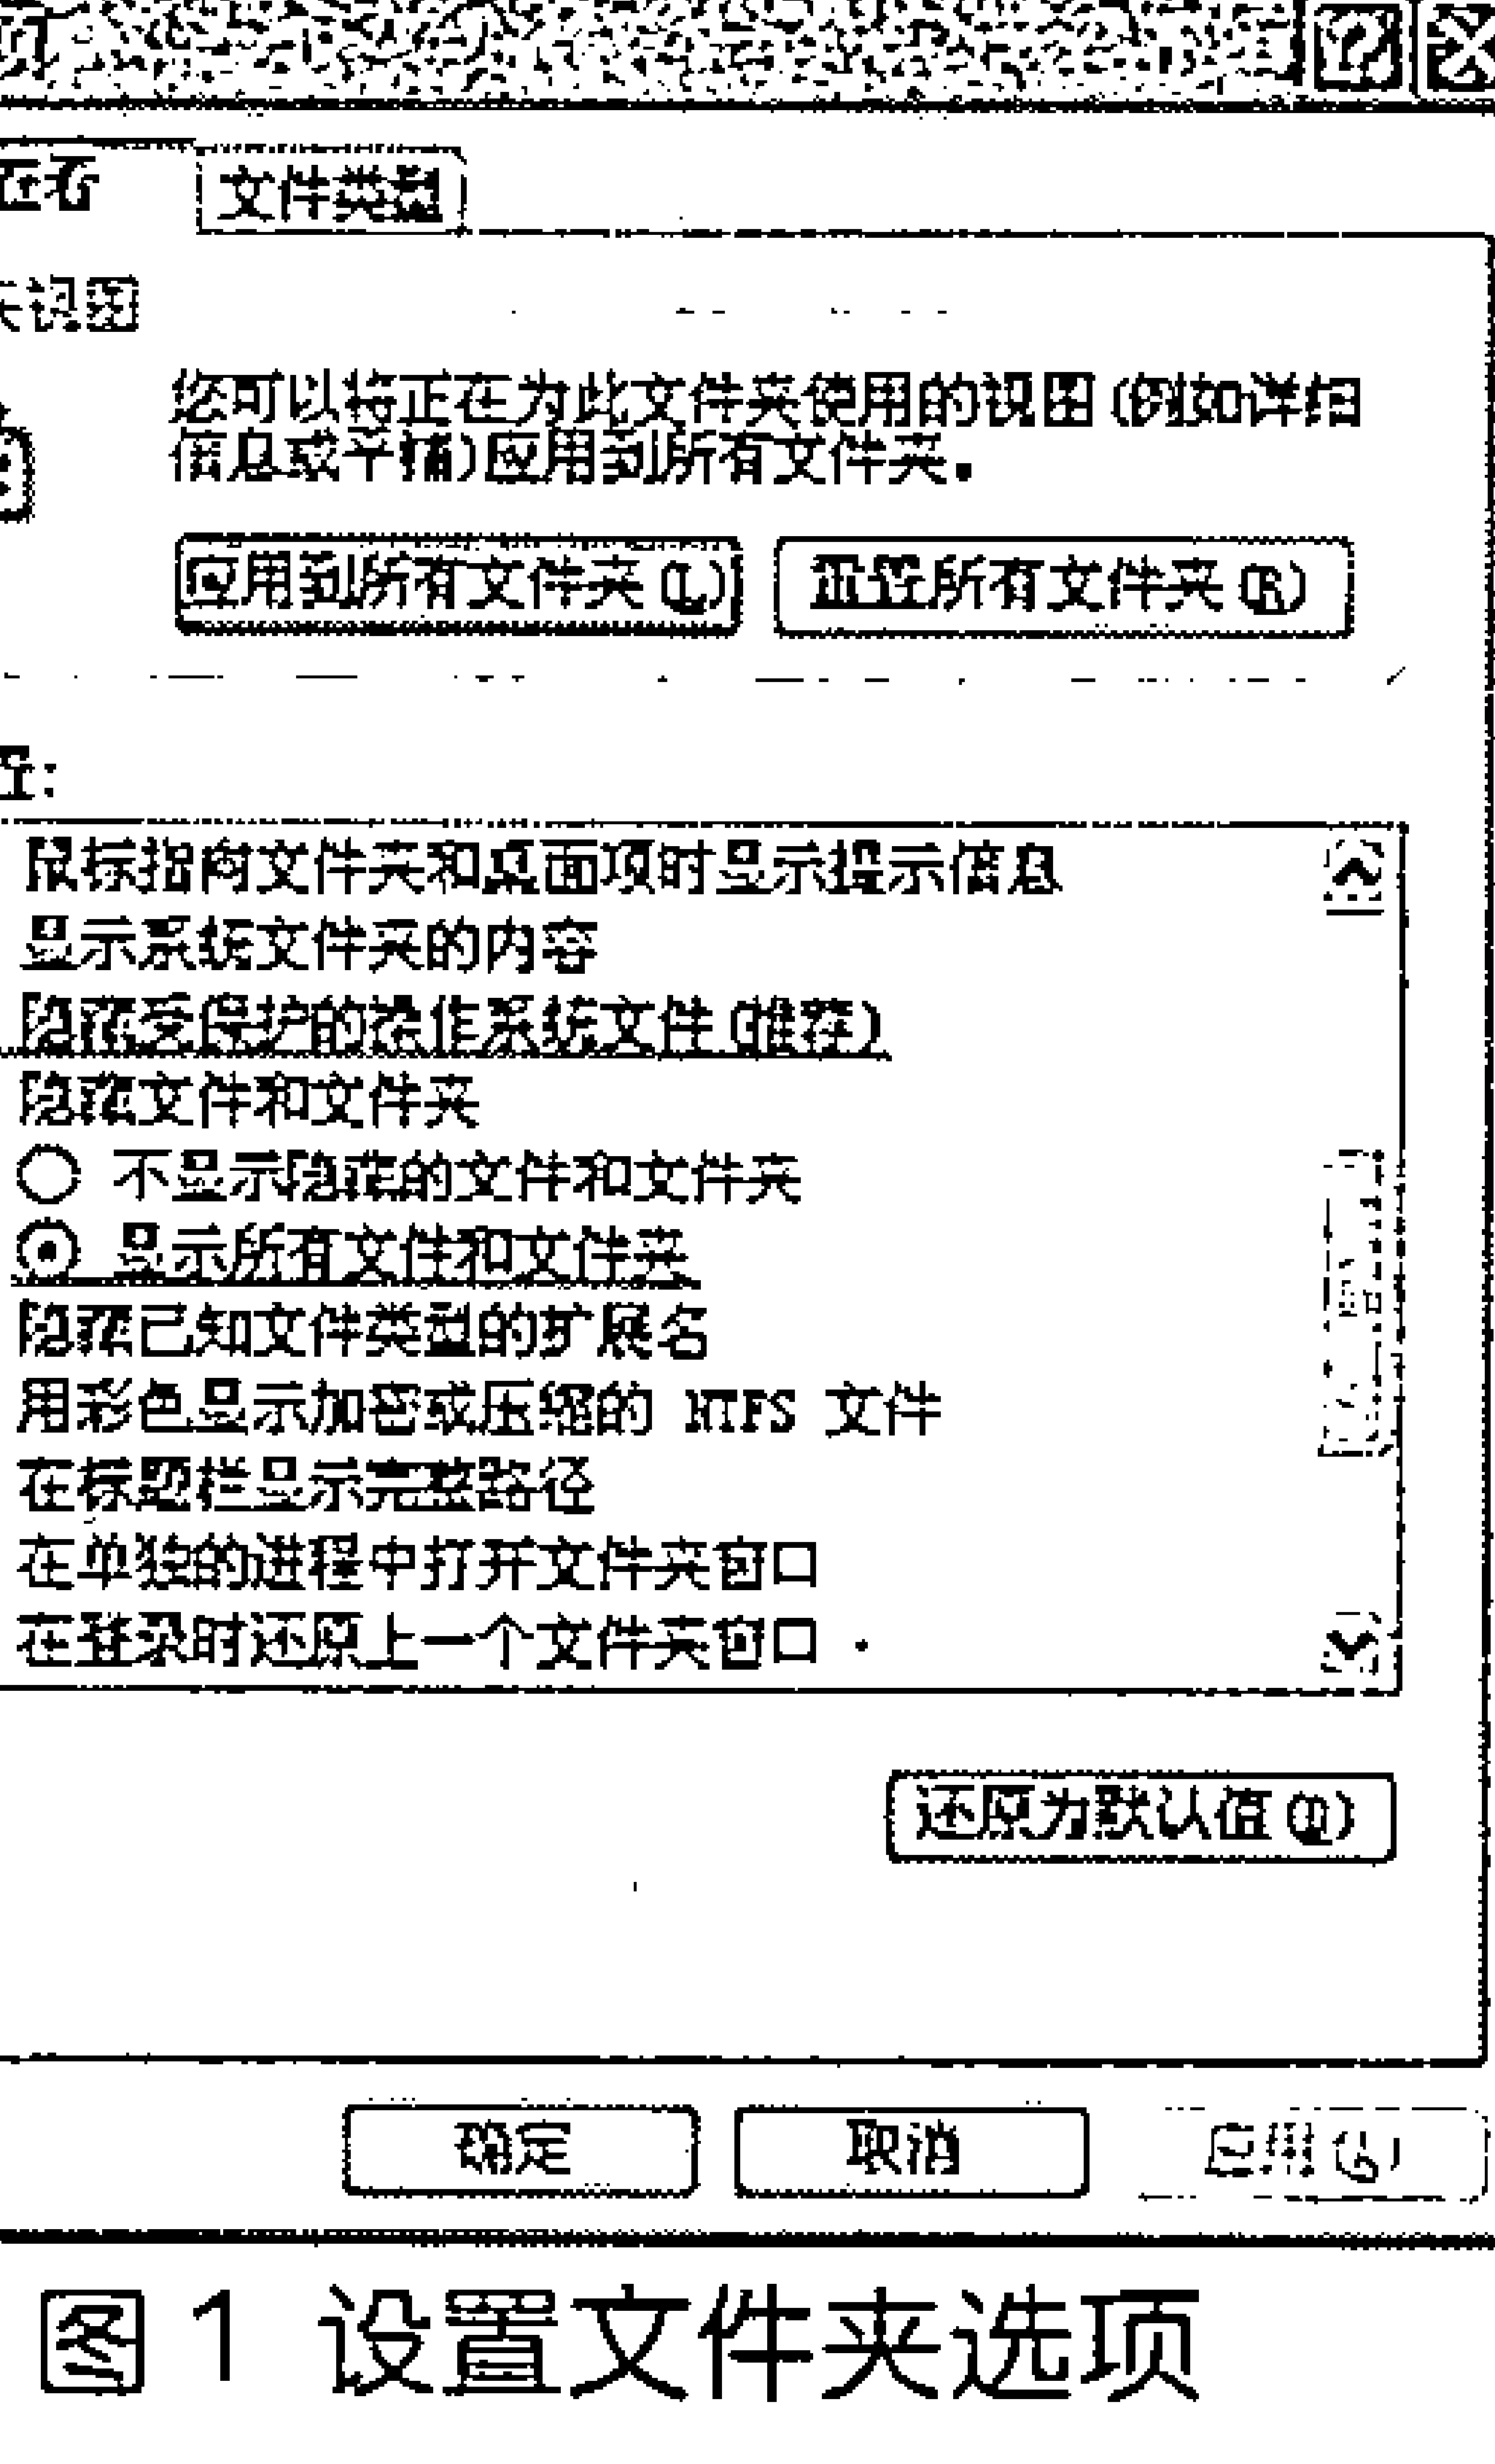 查看 文件类型
夹视图
您可以将正在为此文件夹使用的视图(例如详细
信息或平铺)应用到所有文件夹。
应用到所有文件夹(L) 重置所有文件夹(R)
置:
鼠标指向文件夹和桌面项时显示提示信息
显示系统文件夹的内容
隐藏受保护的操作系统文件(推荐)
隐藏文件和文件夹
不显示隐藏的文件和文件夹
显示所有文件和文件夹
隐藏已知文件类型的扩展名
用彩色显示加密或压缩的 NTFS 文件
在标题栏显示完整路径
在单独的进程中打开文件夹窗口
在登录时还原上一个文件夹窗口
还原为默认值(D)
确定 取消 应用(A)
图1 设置文件夹选项